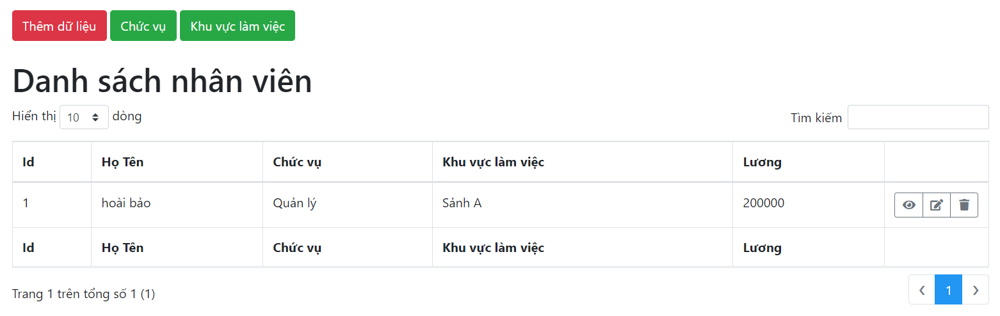 Thêm dữ liệu Chức vụ Khu vực làm việc
Danh sách nhân viên
Hiển thị 10 dòng Tìm kiếm
Id Họ Tên Chức vụ Khu vực làm việc Lương
1 hoài bảo Quản lý Sảnh A 200000
Id Họ Tên Chức vụ Khu vực làm việc Lương
Trang 1 trên tổng số 1 (1) ‹ 1 ›